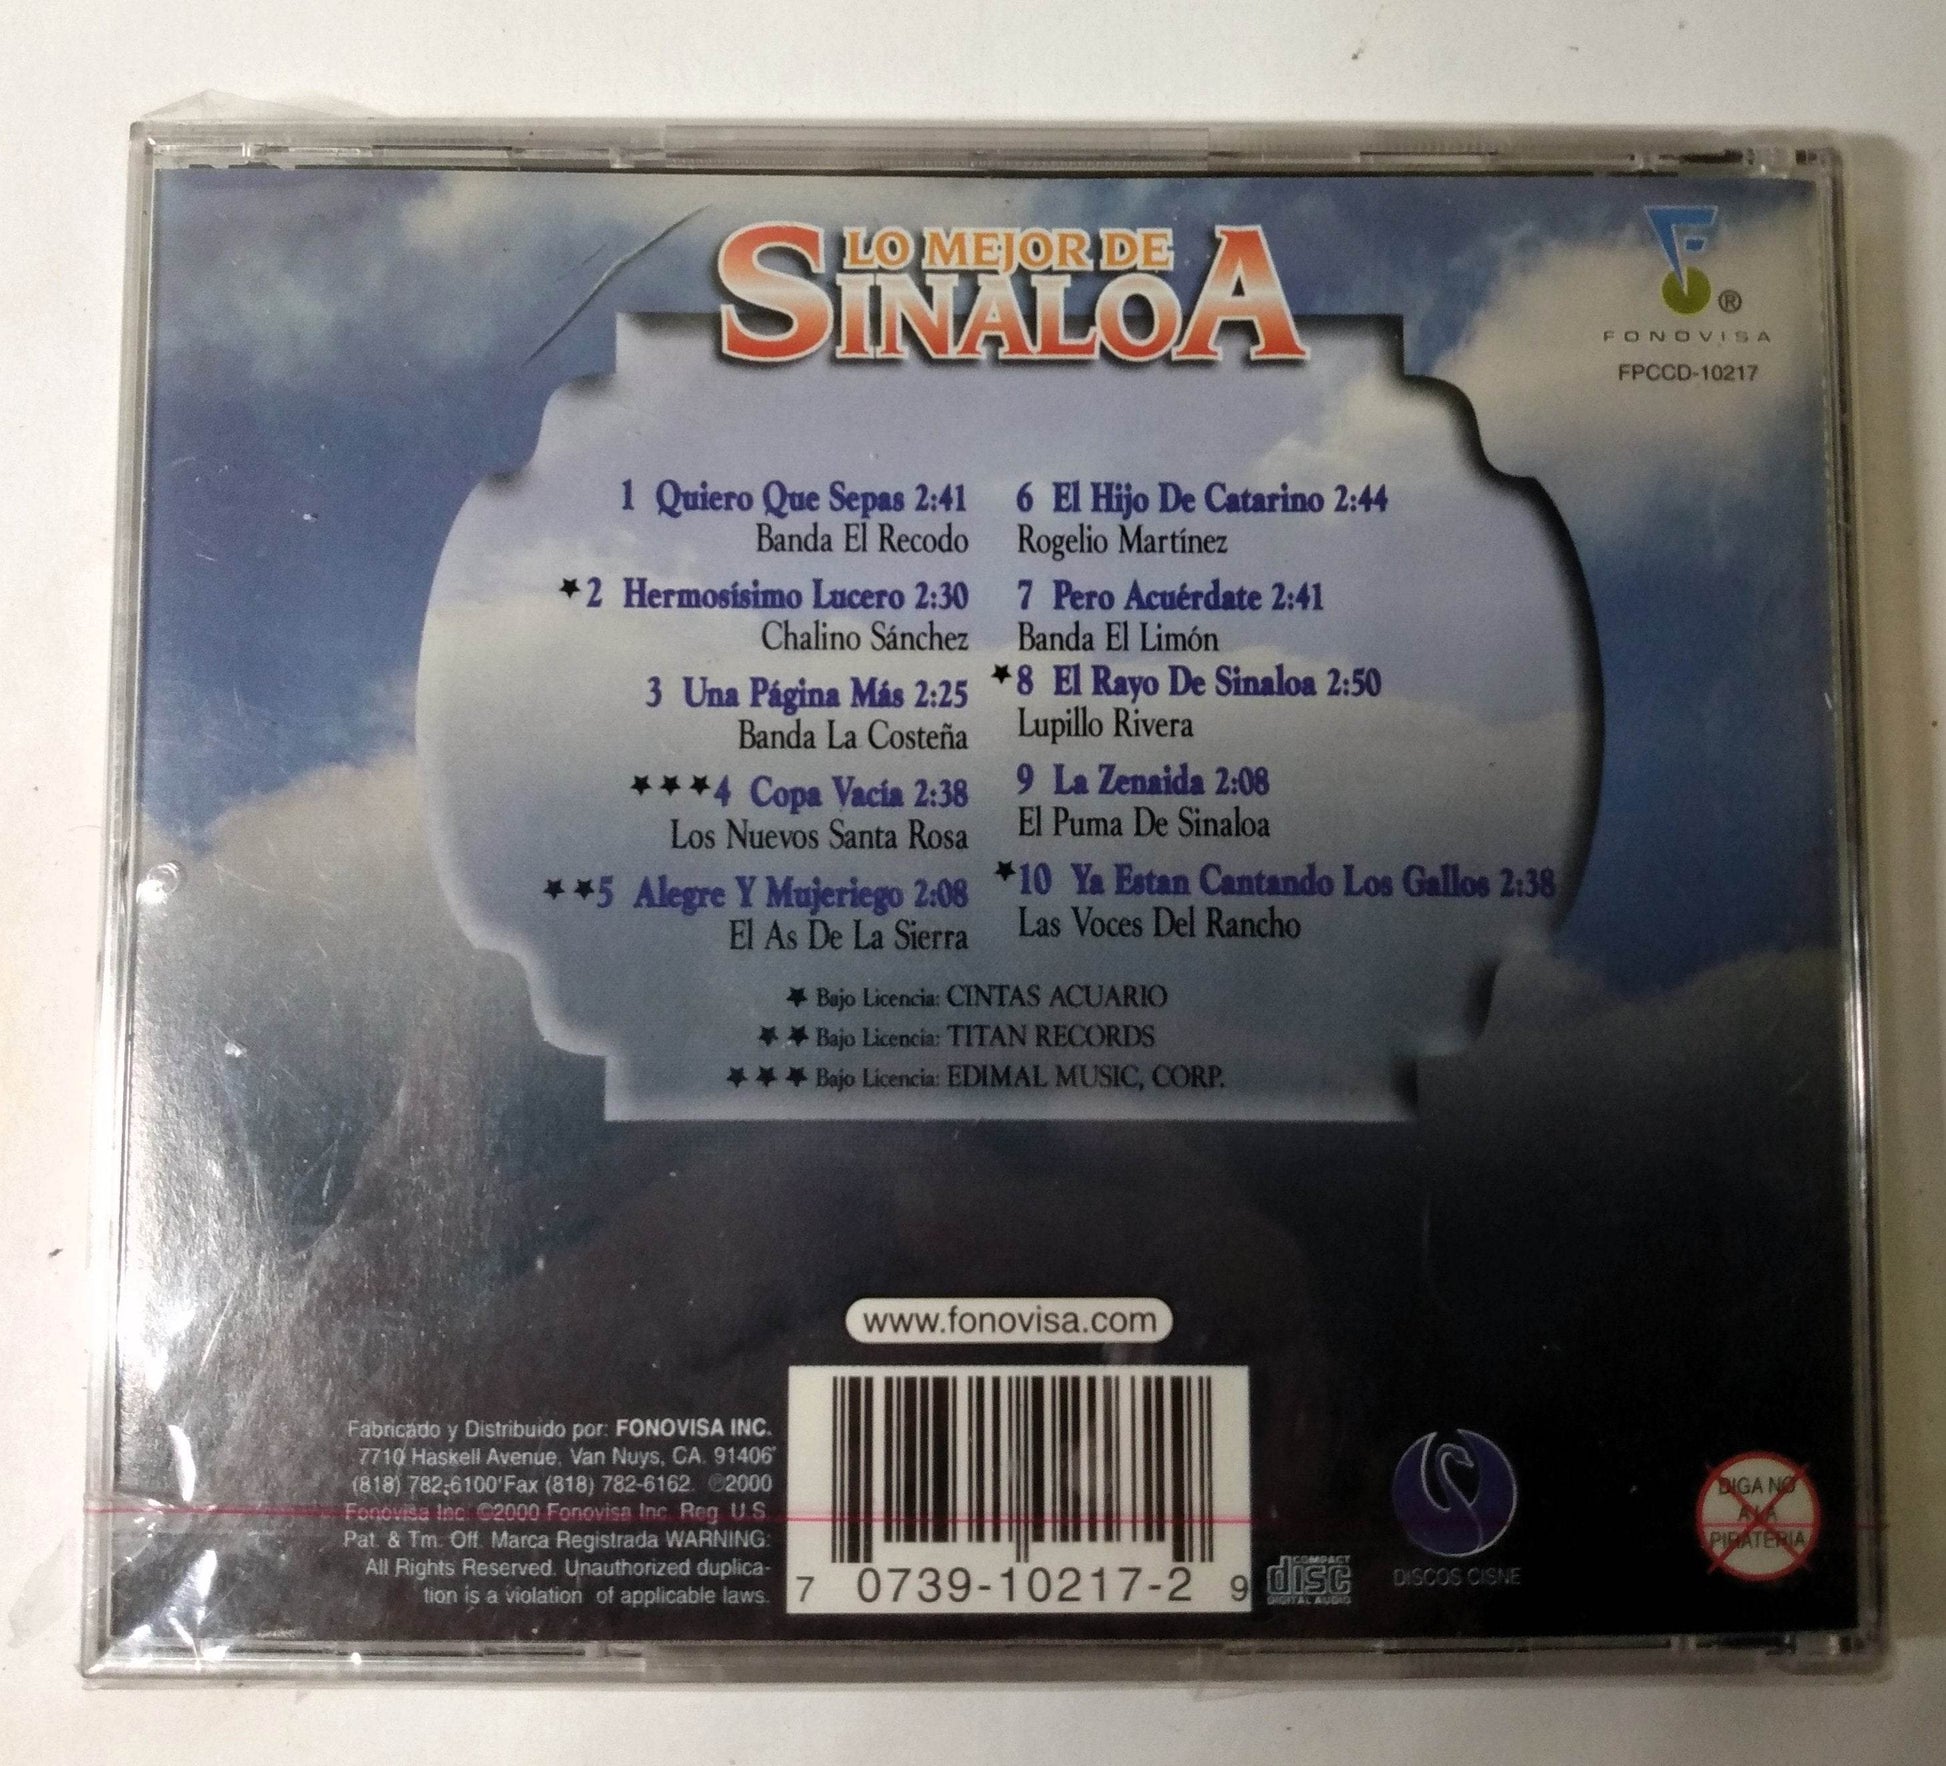 LO MEJOR DE
SINALOA
FONOVISA
FPCCD-10217
1 Quiero Que Sepas 2:41
Banda El Recodo
★2 Hermosísimo Lucero 2:30
Chalino Sánchez
3 Una Página Más 2:25
Banda La Costeña
★★★4 Copa Vacía 2:38
Los Nuevos Santa Rosa
★★5 Alegre Y Mujeriego 2:08
El As De La Sierra
6 El Hijo De Catarino 2:44
Rogelio Martínez
7 Pero Acuérdate 2:41
Banda El Limón
★8 El Rayo De Sinaloa 2:50
Lupillo Rivera
9 La Zenaida 2:08
El Puma De Sinaloa
★10 Ya Estan Cantando Los Gallos 2:38
Las Voces Del Rancho
★ Bajo Licencia: CINTAS ACUARIO
★★ Bajo Licencia: TITAN RECORDS
★★★ Bajo Licencia: EDIMAL MUSIC, CORP.
www.fonovisa.com
Fabricado y Distribuido por: FONOVISA INC.
7710 Haskell Avenue, Van Nuys, CA. 91406
(818) 782-6100 Fax (818) 782-6162 ℗2000
Fonovisa Inc. ©2000 Fonovisa Inc. Reg. U.S.
Pat. & Tm. Off. Marca Registrada WARNING:
All Rights Reserved. Unauthorized duplica-
tion is a violation of applicable laws.
7 0739-10217-2 9
COMPACT
disc
DIGITAL AUDIO
DISCOS CISNE
DIGA NO
A LA
PIRATERIA